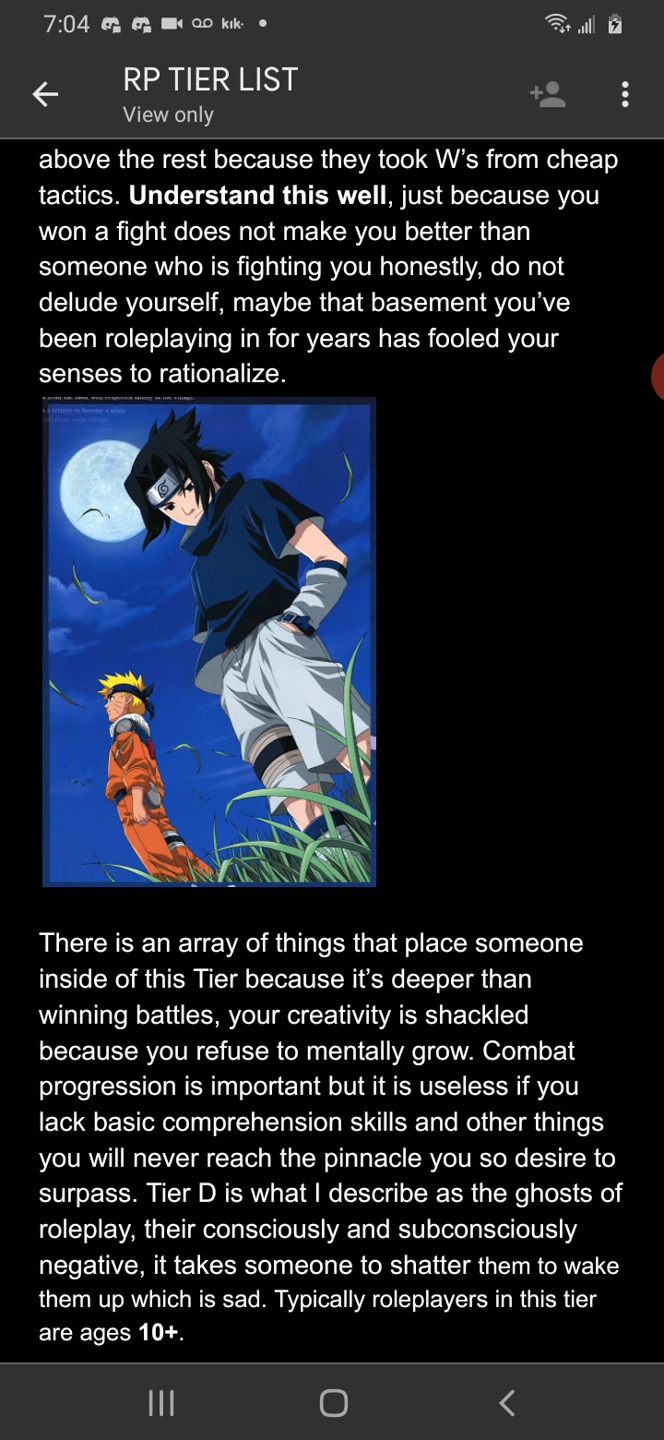 7:04 kik·
RP TIER LIST
View only
above the rest because they took W's from cheap
tactics. Understand this well, just because you
won a fight does not make you better than
someone who is fighting you honestly, do not
delude yourself, maybe that basement you've
been roleplaying in for years has fooled your
senses to rationalize.
There is an array of things that place someone
inside of this Tier because it's deeper than
winning battles, your creativity is shackled
because you refuse to mentally grow. Combat
progression is important but it is useless if you
lack basic comprehension skills and other things
you will never reach the pinnacle you so desire to
surpass. Tier D is what I describe as the ghosts of
roleplay, their consciously and subconsciously
negative, it takes someone to shatter them to wake
them up which is sad. Typically roleplayers in this tier
are ages 10+.